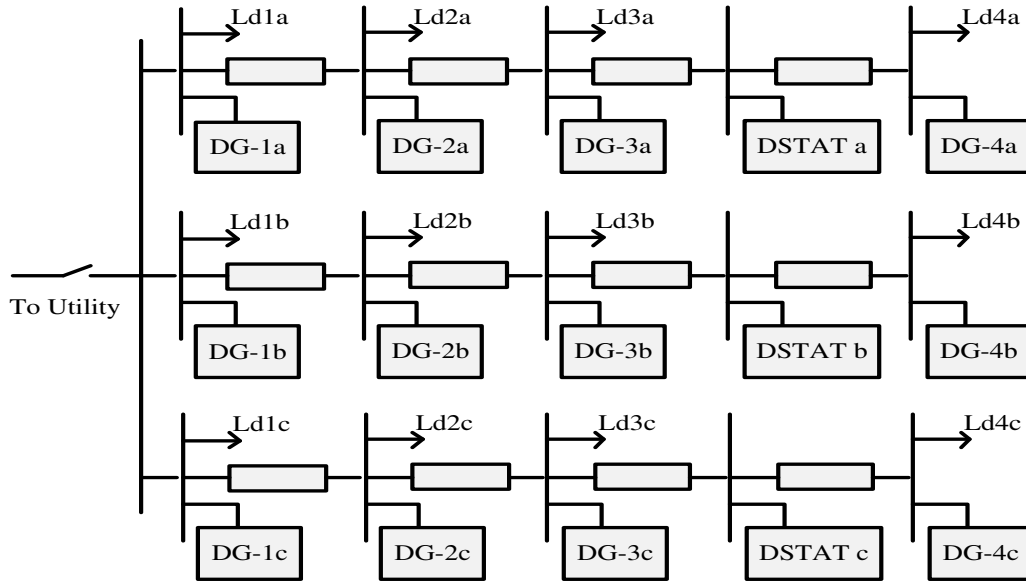 Ld1a Ld2a Ld3a Ld4a
DG-1a DG-2a DG-3a DSTAT a DG-4a
Ld1b Ld2b Ld3b Ld4b
To Utility
DG-1b DG-2b DG-3b DSTAT b DG-4b
Ld1c Ld2c Ld3c Ld4c
DG-1c DG-2c DG-3c DSTAT c DG-4c